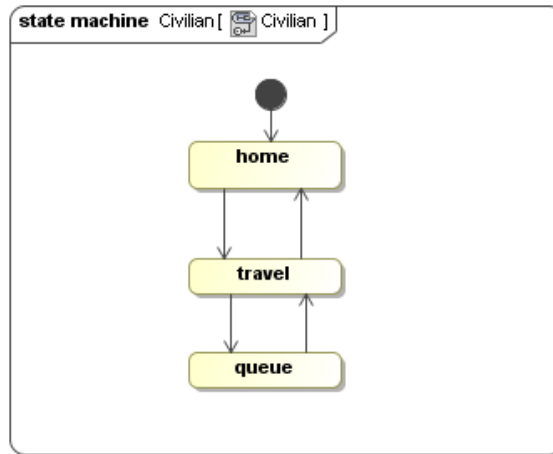 state machine Civilian [ Civilian ]
home
travel
queue